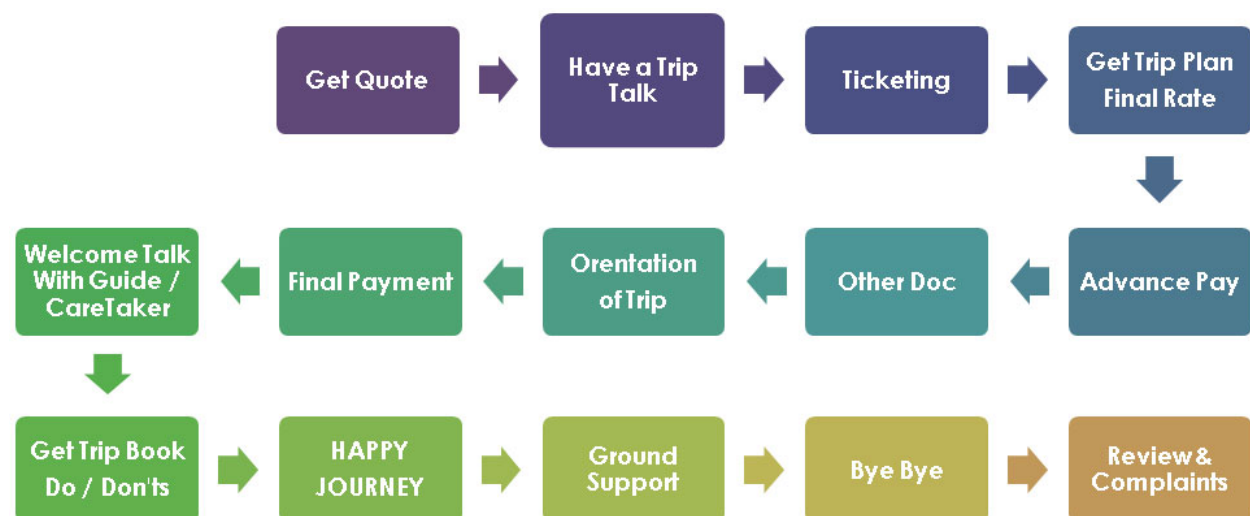 Get Quote
Have a Trip
Talk
Ticketing
Get Trip Plan
Final Rate
Advance Pay
Other Doc
Orentation
of Trip
Final Payment
Welcome Talk
With Guide /
CareTaker
Get Trip Book
Do / Don'ts
HAPPY
JOURNEY
Ground
Support
Bye Bye
Review &
Complaints